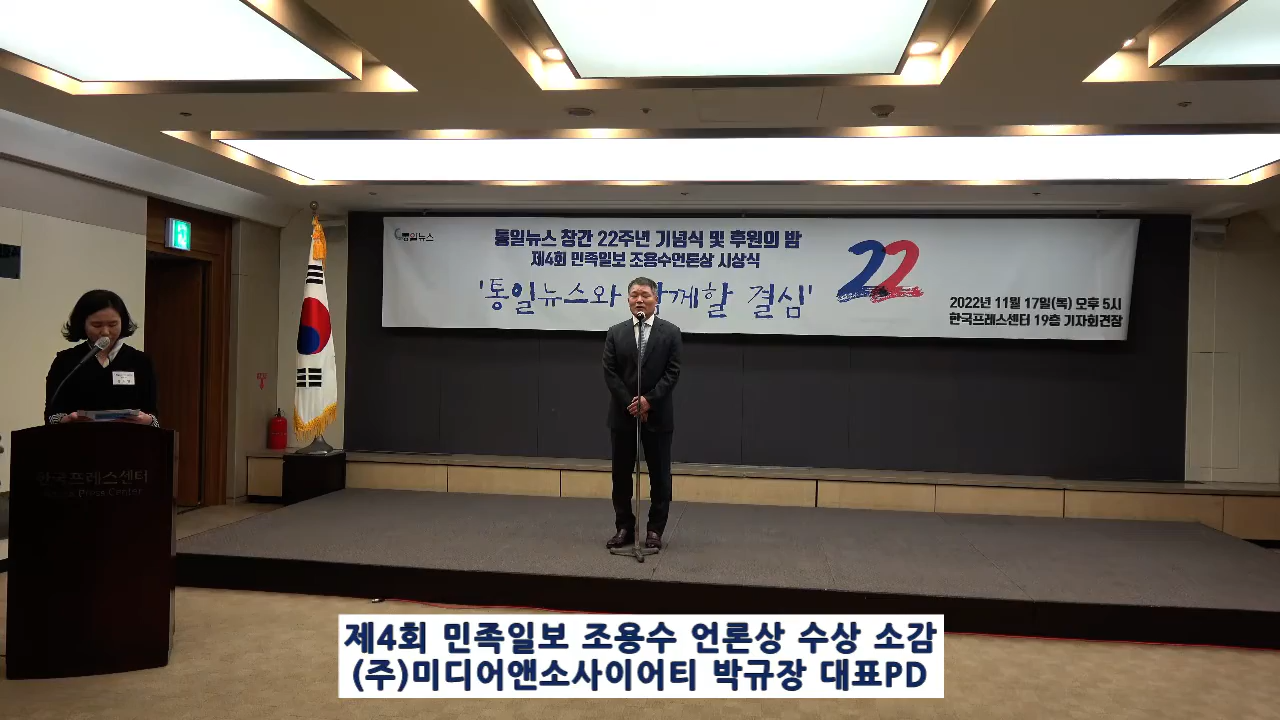 통일뉴스
통일뉴스 창간 22주년 기념식 및 후원의 밤
제4회 민족일보 조용수언론상 시상식
'통일뉴스와 함께할 결심'
22
2022년 11월 17일(목) 오후 5시
한국프레스센터 19층 기자회견장
한국프레스센터
Korea Press Center
제4회 민족일보 조용수 언론상 수상 소감
(주)미디어앤소사이어티 박규장 대표PD